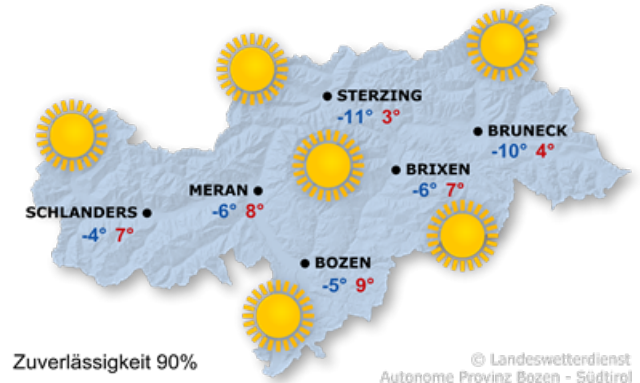 STERZING
-11° 3°
BRUNECK
-10° 4°
BRIXEN
-6° 7°
MERAN
-6° 8°
SCHLANDERS
-4° 7°
BOZEN
-5° 9°
Zuverlässigkeit 90%
© Landeswetterdienst
Autonome Provinz Bozen - Südtirol